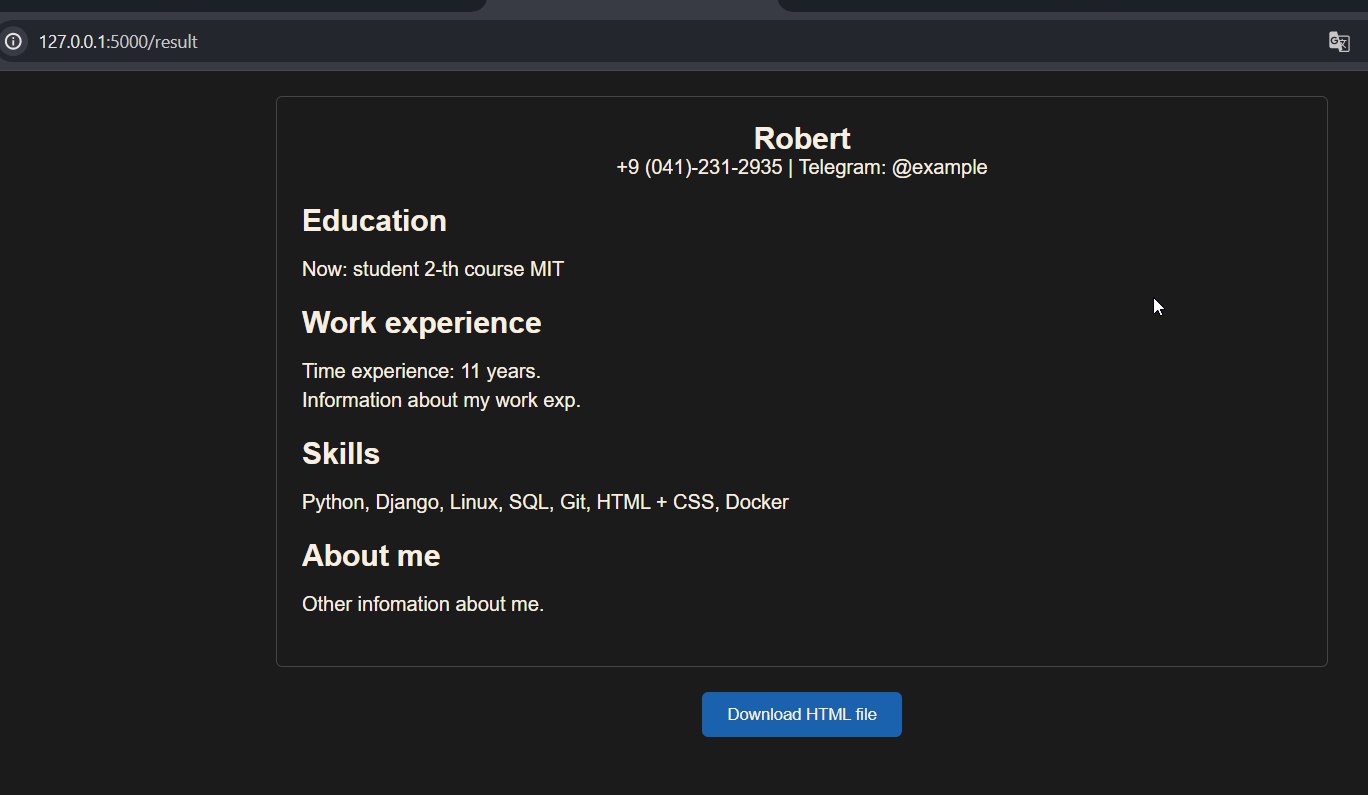 127.0.0.1:5000/result
Robert
+9 (041)-231-2935 | Telegram: @example
Education
Now: student 2-th course MIT
Work experience
Time experience: 11 years.
Information about my work exp.
Skills
Python, Django, Linux, SQL, Git, HTML + CSS, Docker
About me
Other infomation about me.
Download HTML file